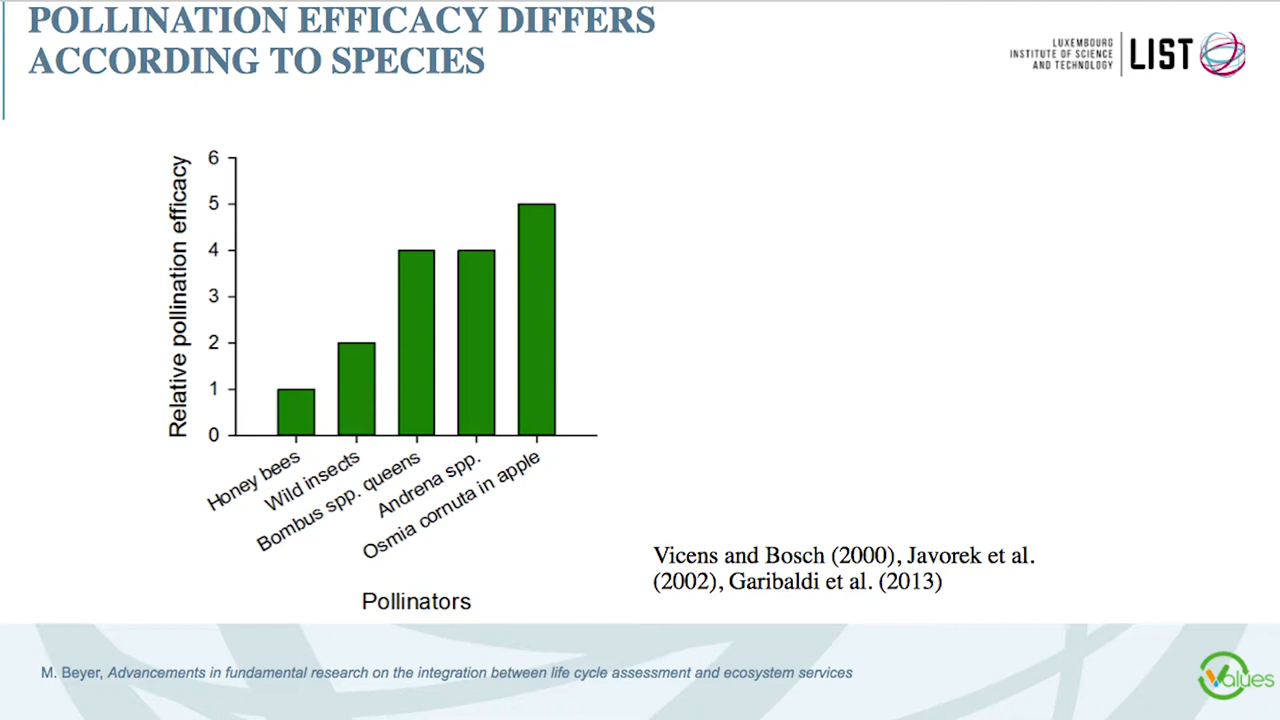 POLLINATION EFFICACY DIFFERS
ACCORDING TO SPECIES
LUXEMBOURG
INSTITUTE OF SCIENCE
AND TECHNOLOGY
LIST
Relative pollination efficacy
6
5
4
3
2
1
0
Honey bees
Wild insects
Bombus spp. queens
Andrena spp.
Osmia cornuta in apple
Pollinators
Vicens and Bosch (2000), Javorek et al.
(2002), Garibaldi et al. (2013)
M. Beyer, Advancements in fundamental research on the integration between life cycle assessment and ecosystem services
Values